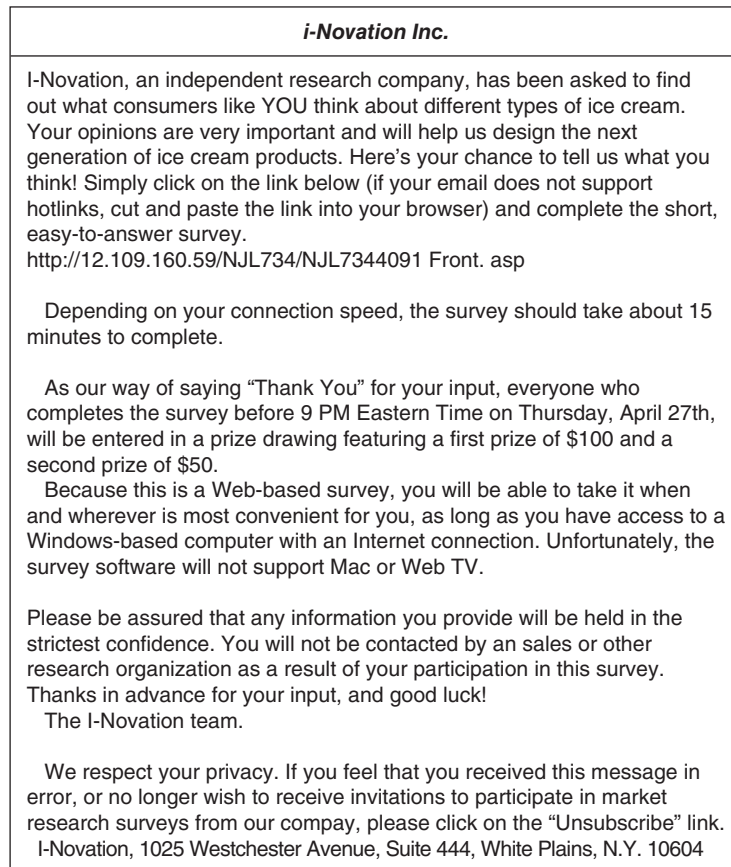 i-Novation Inc.
I-Novation, an independent research company, has been asked to find
out what consumers like YOU think about different types of ice cream.
Your opinions are very important and will help us design the next
generation of ice cream products. Here's your chance to tell us what you
think! Simply click on the link below (if your email does not support
hotlinks, cut and paste the link into your browser) and complete the short,
easy-to-answer survey.
http://12.109.160.59/NJL734/NJL7344091 Front. asp
Depending on your connection speed, the survey should take about 15
minutes to complete.
As our way of saying “Thank You” for your input, everyone who
completes the survey before 9 PM Eastern Time on Thursday, April 27th,
will be entered in a prize drawing featuring a first prize of $100 and a
second prize of $50.
Because this is a Web-based survey, you will be able to take it when
and wherever is most convenient for you, as long as you have access to a
Windows-based computer with an Internet connection. Unfortunately, the
survey software will not support Mac or Web TV.
Please be assured that any information you provide will be held in the
strictest confidence. You will not be contacted by an sales or other
research organization as a result of your participation in this survey.
Thanks in advance for your input, and good luck!
The I-Novation team.
We respect your privacy. If you feel that you received this message in
error, or no longer wish to receive invitations to participate in market
research surveys from our compay, please click on the “Unsubscribe” link.
I-Novation, 1025 Westchester Avenue, Suite 444, White Plains, N.Y. 10604